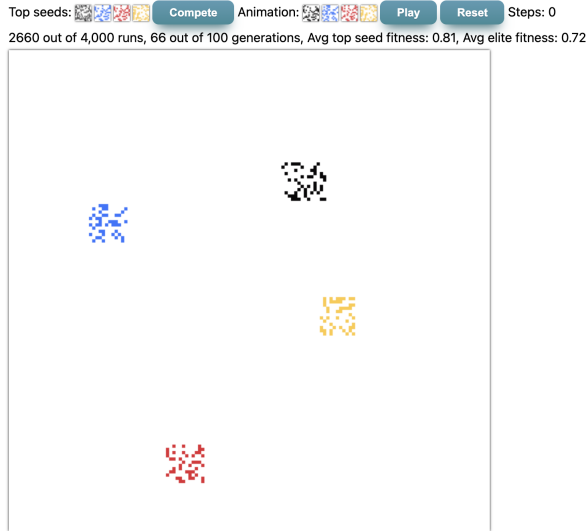 Top seeds: Compete Animation: Play Reset Steps: 0
2660 out of 4,000 runs, 66 out of 100 generations, Avg top seed fitness: 0.81, Avg elite fitness: 0.72